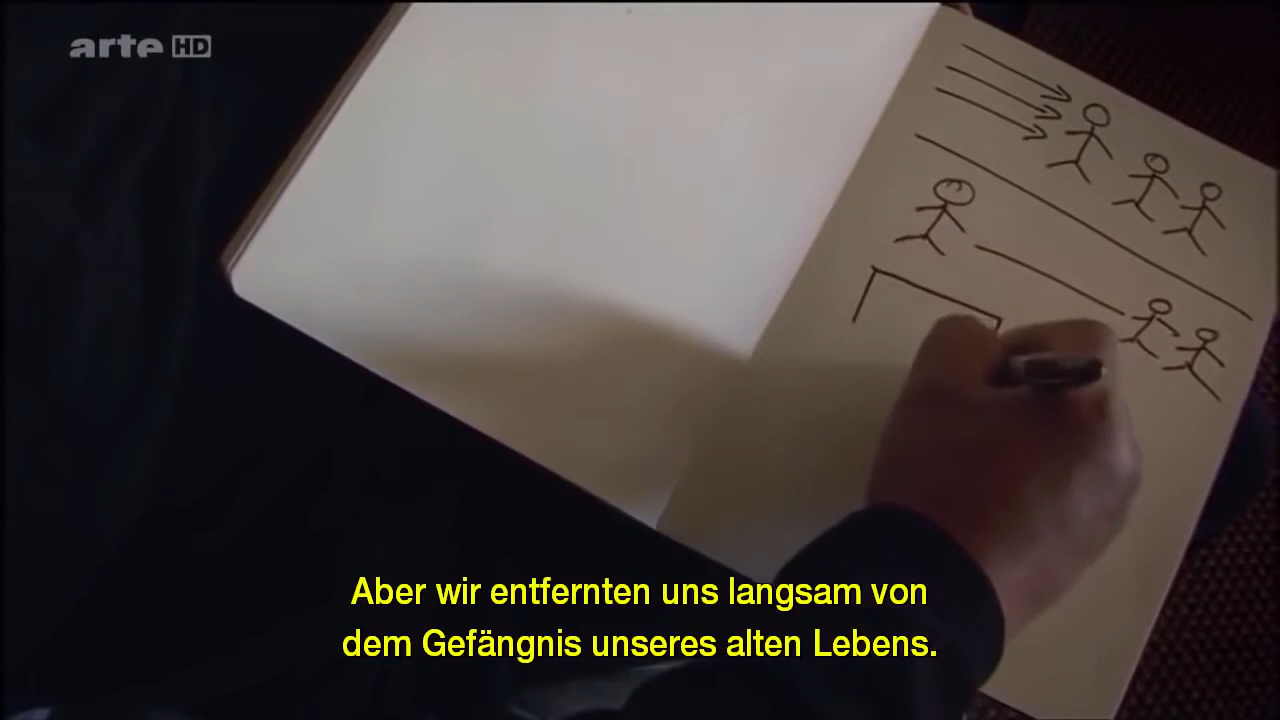 arte HD
Aber wir entfernten uns langsam von
dem Gefängnis unseres alten Lebens.